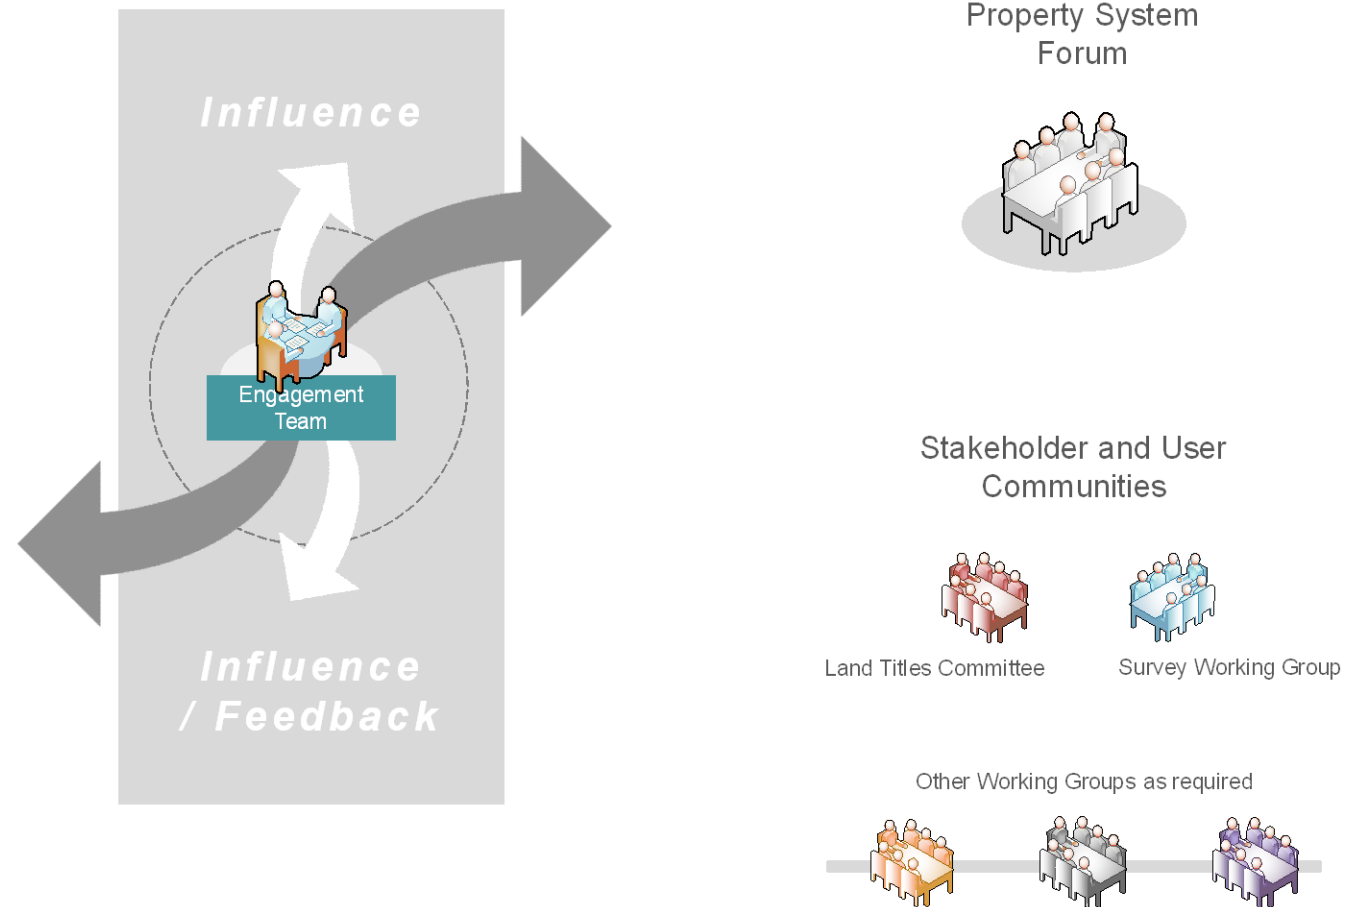 Influence
Engagement
Team
Influence
/ Feedback
Property System
Forum
Stakeholder and User
Communities
Land Titles Committee
Survey Working Group
Other Working Groups as required